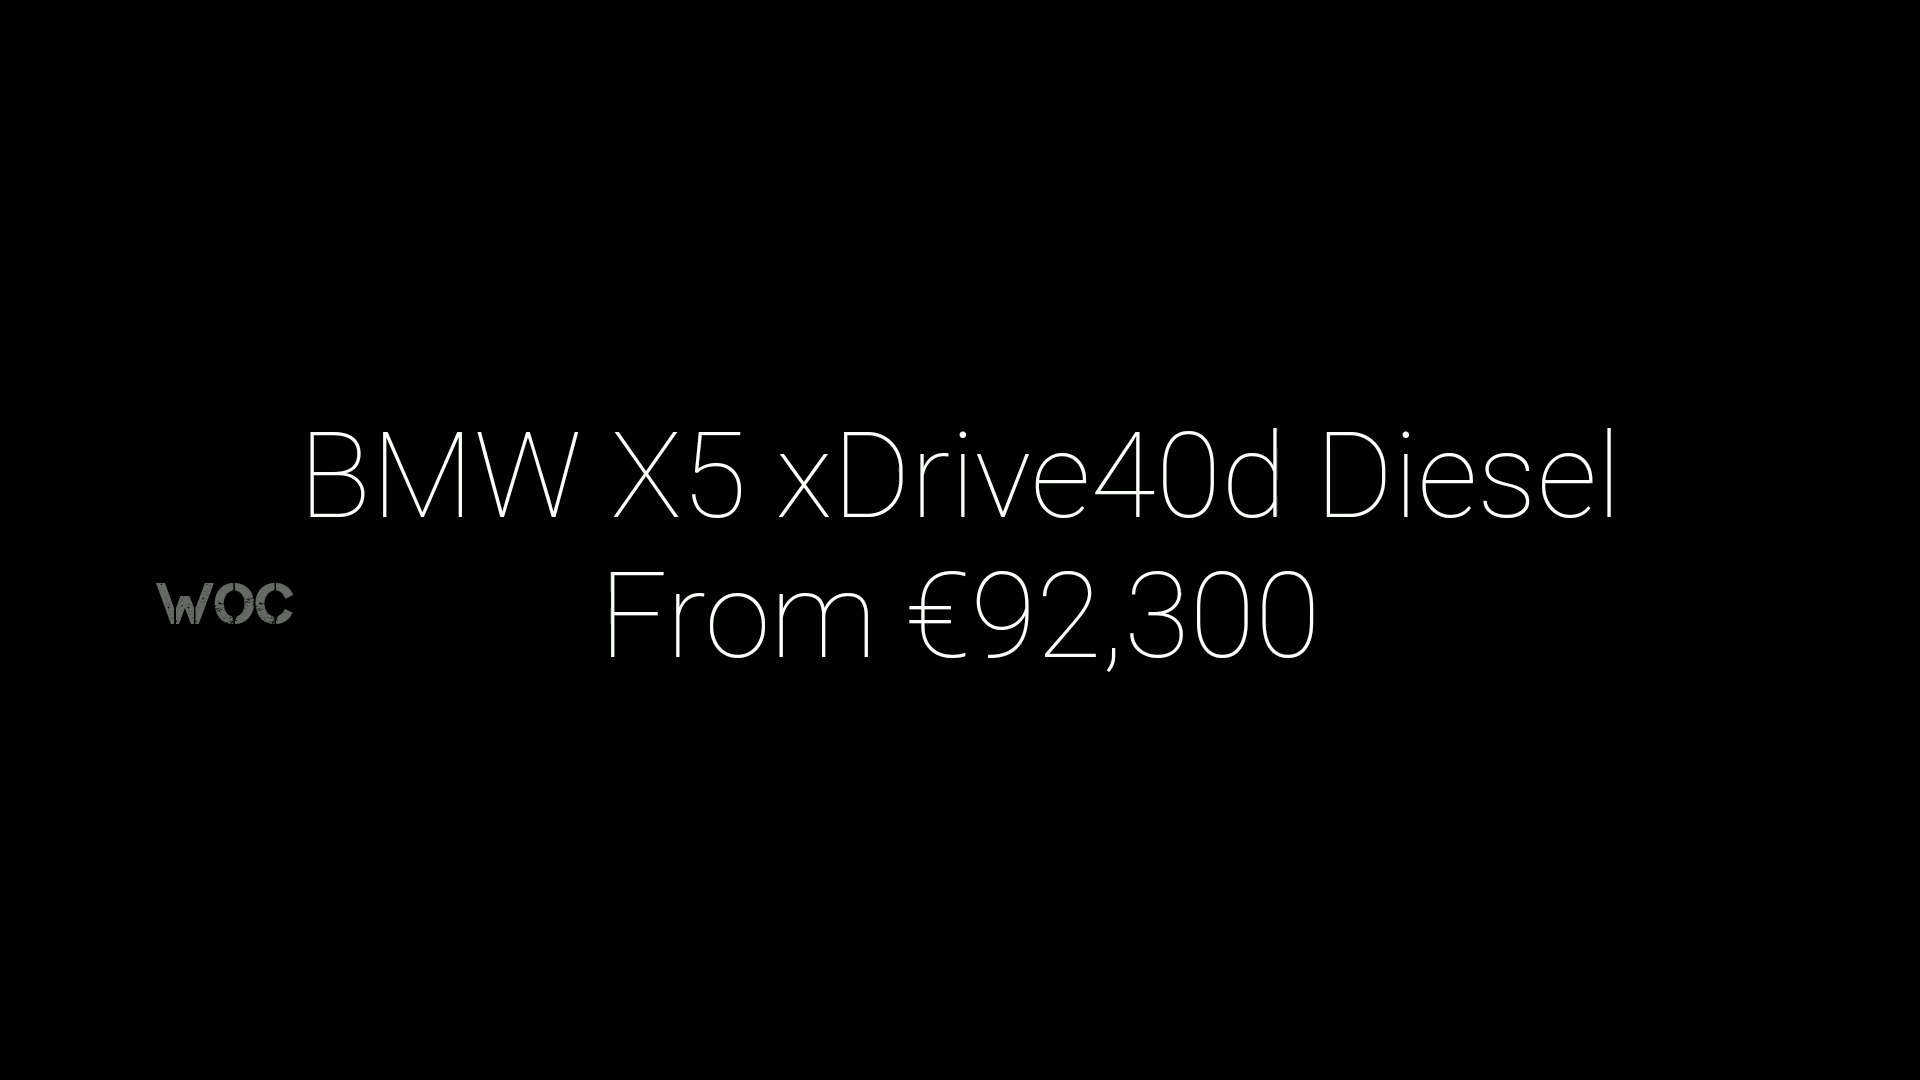 BMW X5 xDrive40d Diesel
From €92,300
WOC